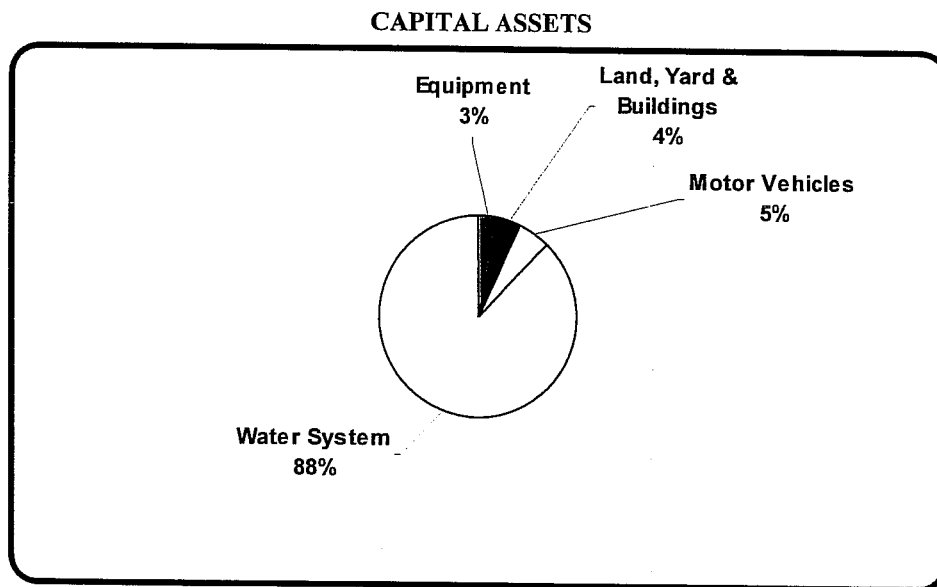 CAPITAL ASSETS
Equipment
3%
Land, Yard &
Buildings
4%
Motor Vehicles
5%
Water System
88%